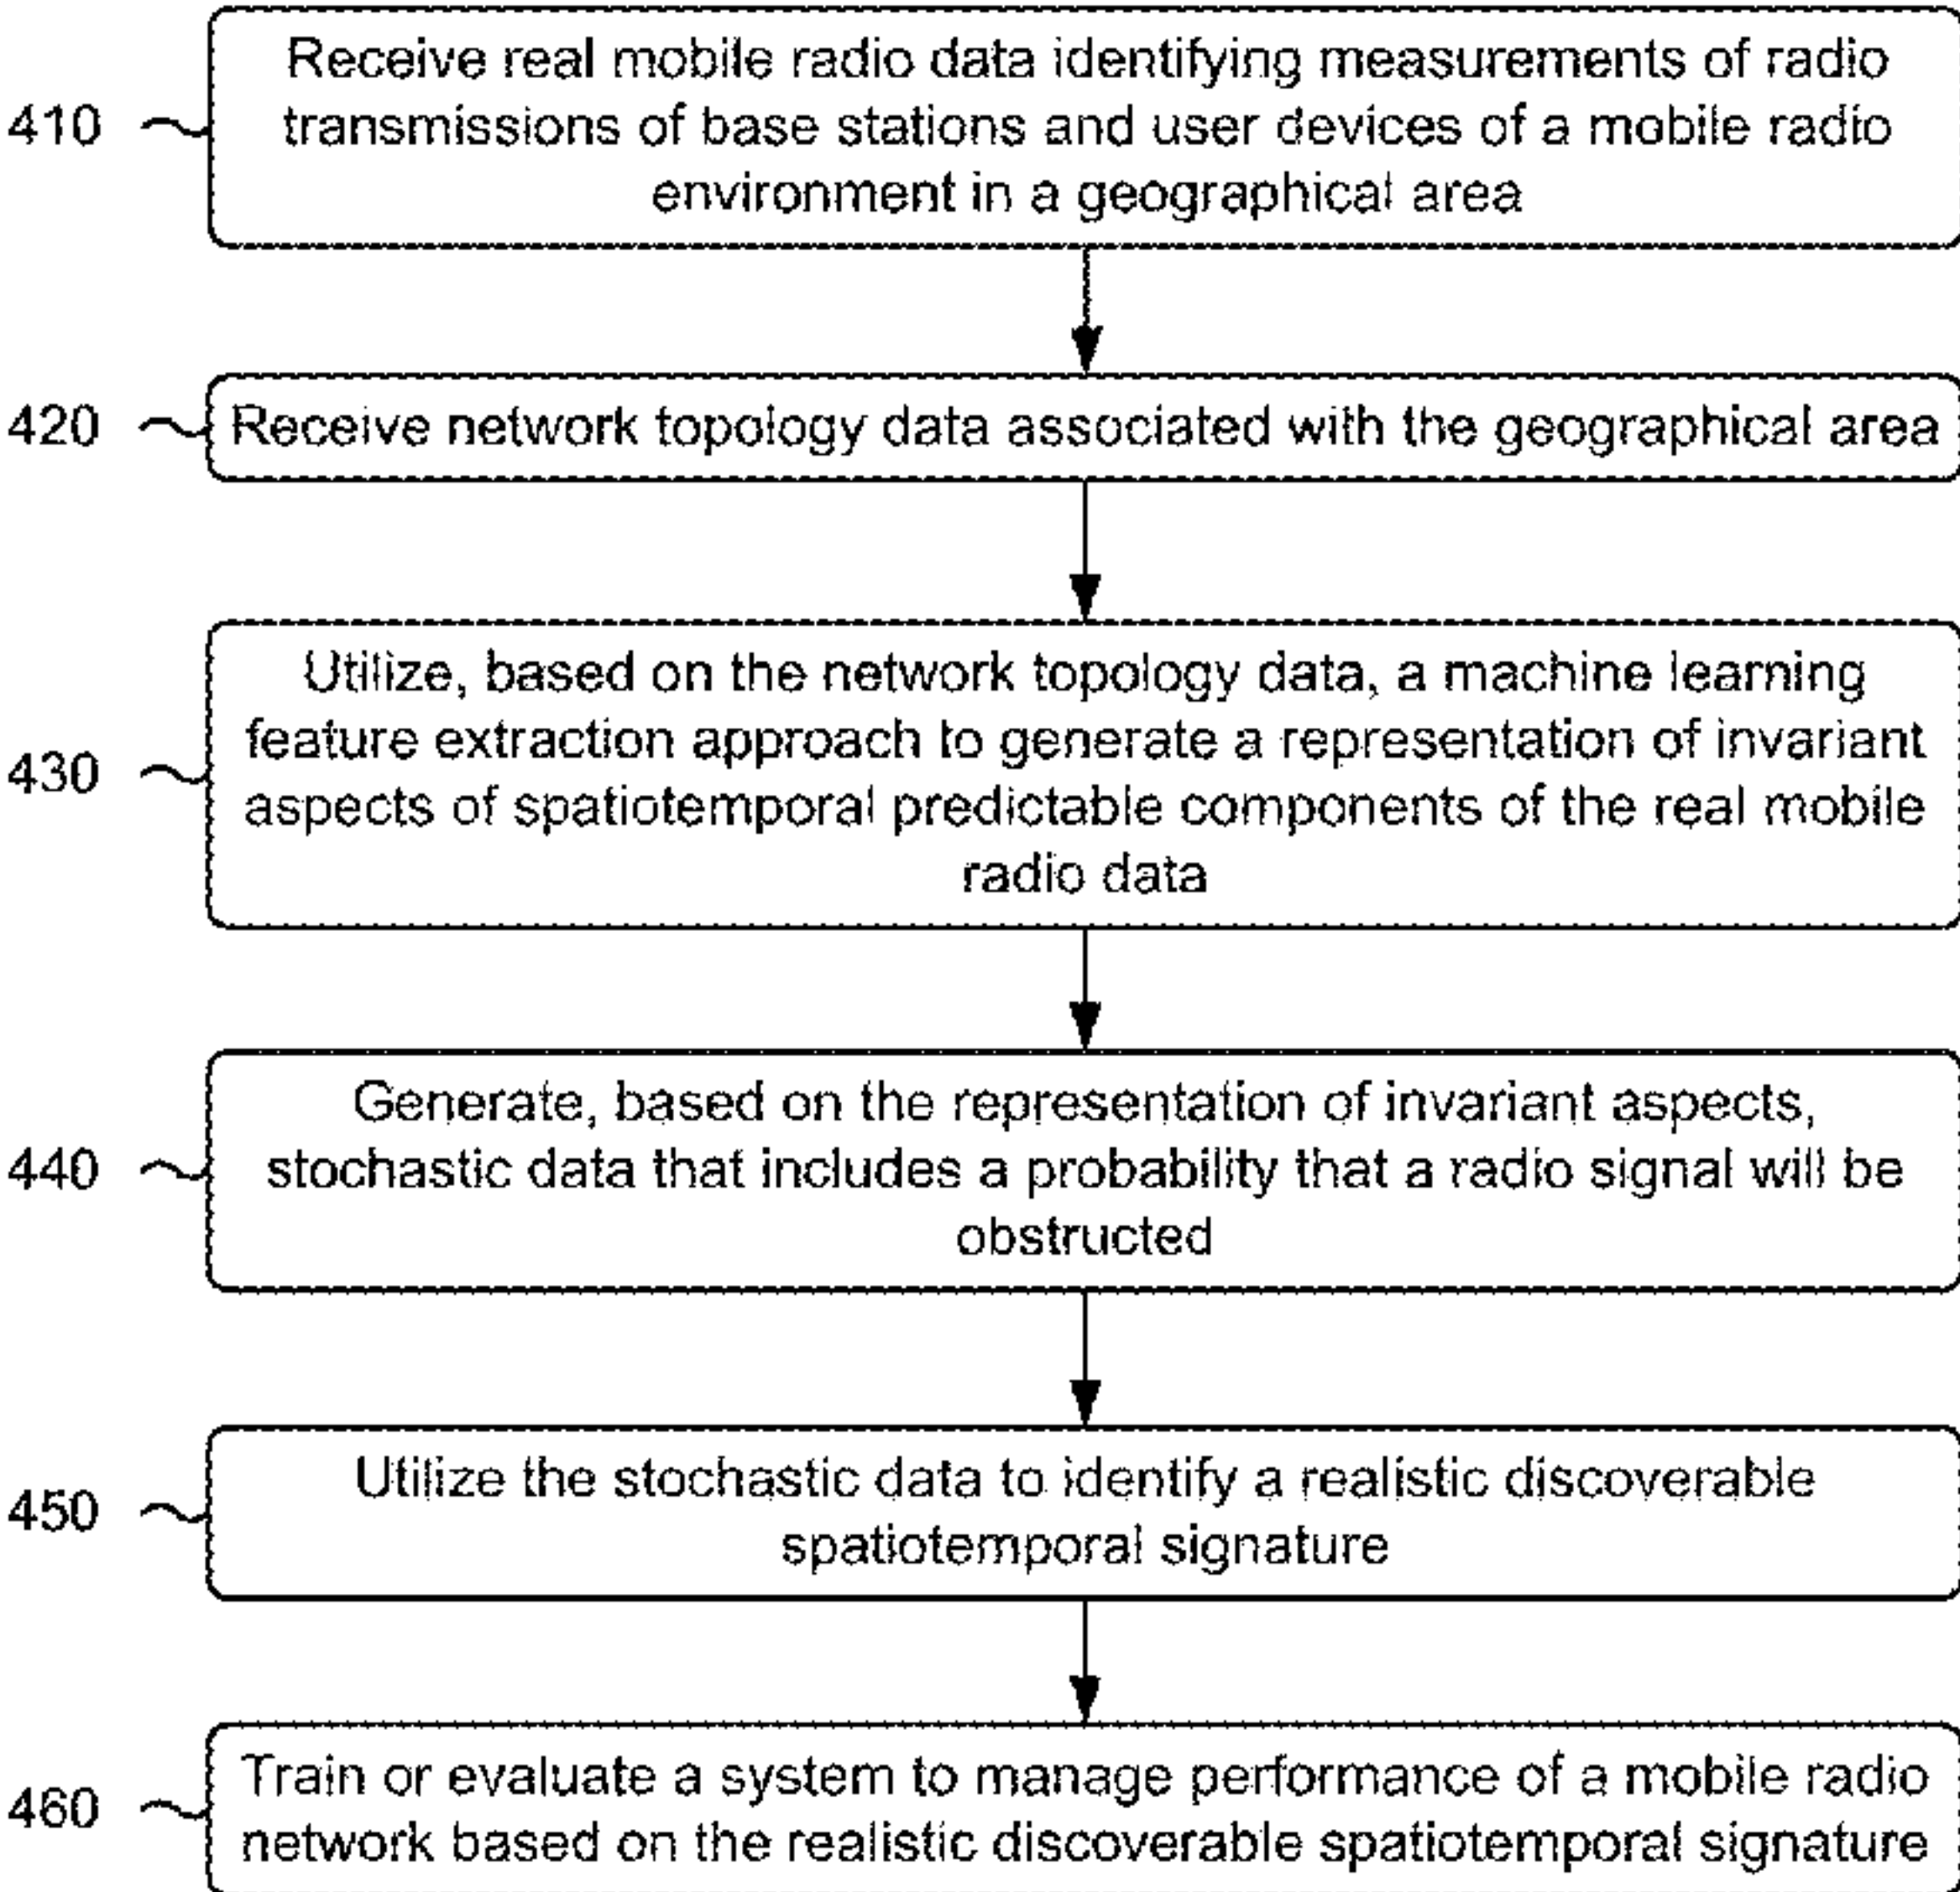 Receive real mobile radio data identifying measurements of radio
410
transmissions of base stations and user devices of a mobile radio
environment in a geographical area
420
Receive network topology data associated with the geographical area
Utilize, based on the network topology data, a machine learning
feature extraction approach to generate a representation of invariant
430
aspects of spatiotemporal predictable components of the real mobile
radio data
Generate, based on the representation of invariant aspects,
440
stochastic data that includes a probability that a radio signal will be
obstructed
Utilize the stochastic data to identify a realistic discoverable
450
spatiotemporal signature
Train or evaluate a system to manage performance of a mobile radio
460
network based on the realistic discoverable spatiotemporal signature